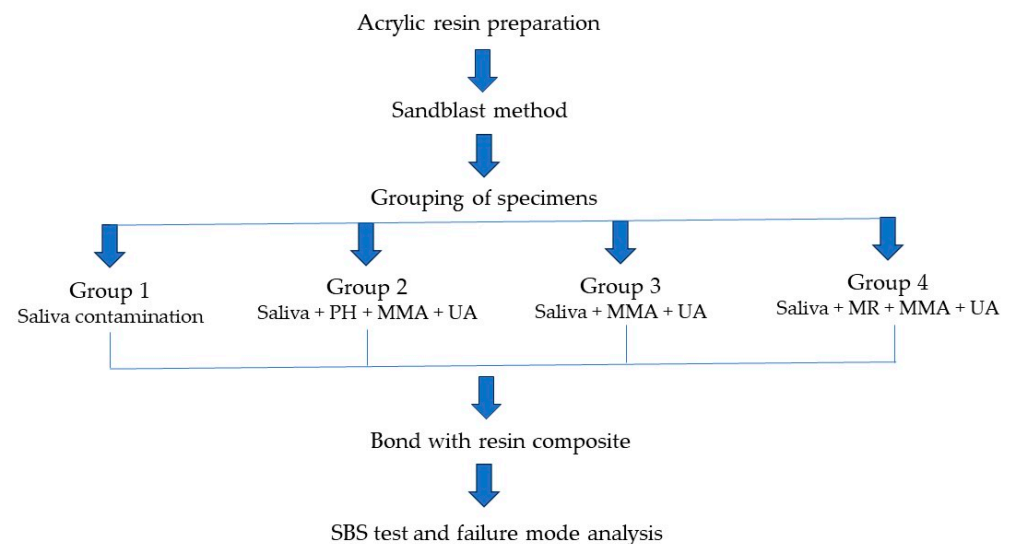 Acrylic resin preparation
Sandblast method
Grouping of specimens
Group 1
Saliva contamination
Group 2
Saliva + PH + MMA + UA
Group 3
Saliva + MMA + UA
Group 4
Saliva + MR + MMA + UA
Bond with resin composite
SBS test and failure mode analysis